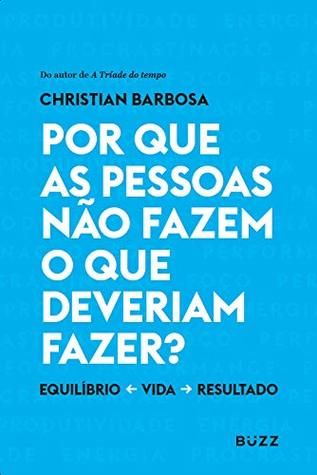 Do autor de A Tríade do tempo
CHRISTIAN BARBOSA
POR QUE
AS PESSOAS
NÃO FAZEM
O QUE
DEVERIAM
FAZER?
EQUILÍBRIO ← VIDA → RESULTADO
BUZZ